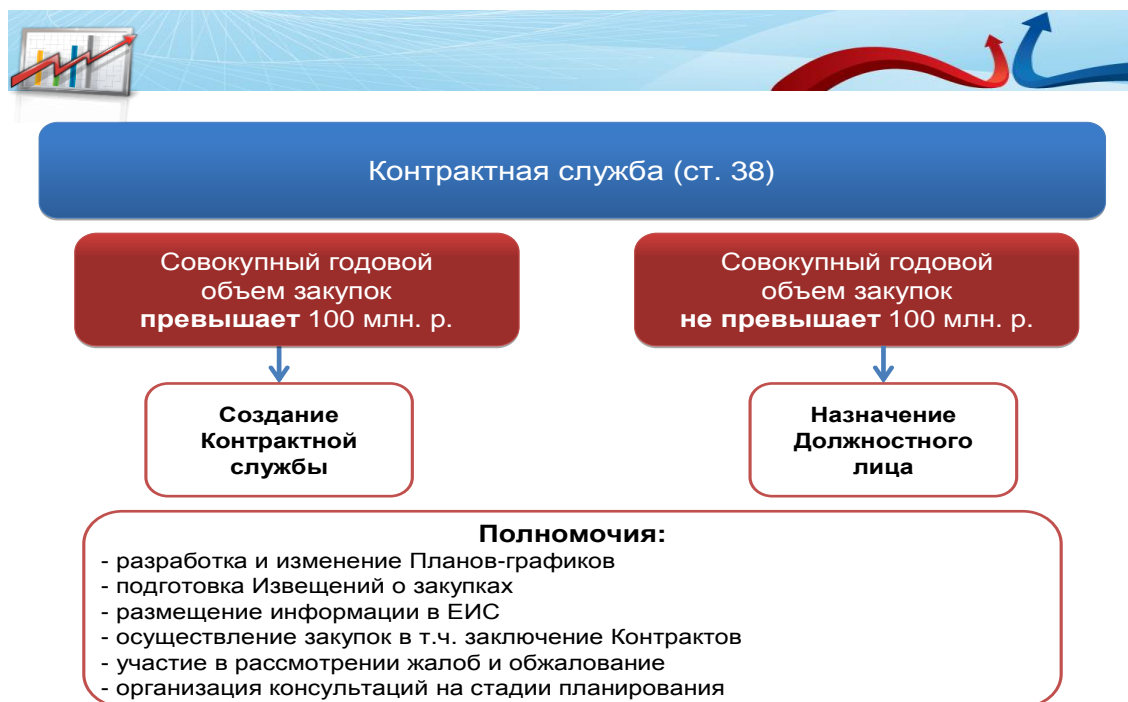 Контрактная служба (ст. 38)
Совокупный годовой
объем закупок
превышает 100 млн. р.
Совокупный годовой
объем закупок
не превышает 100 млн. р.
Создание
Контрактной
службы
Назначение
Должностного
лица
Полномочия:
- разработка и изменение Планов-графиков
- подготовка Извещений о закупках
- размещение информации в ЕИС
- осуществление закупок в т.ч. заключение Контрактов
- участие в рассмотрении жалоб и обжалование
- организация консультаций на стадии планирования